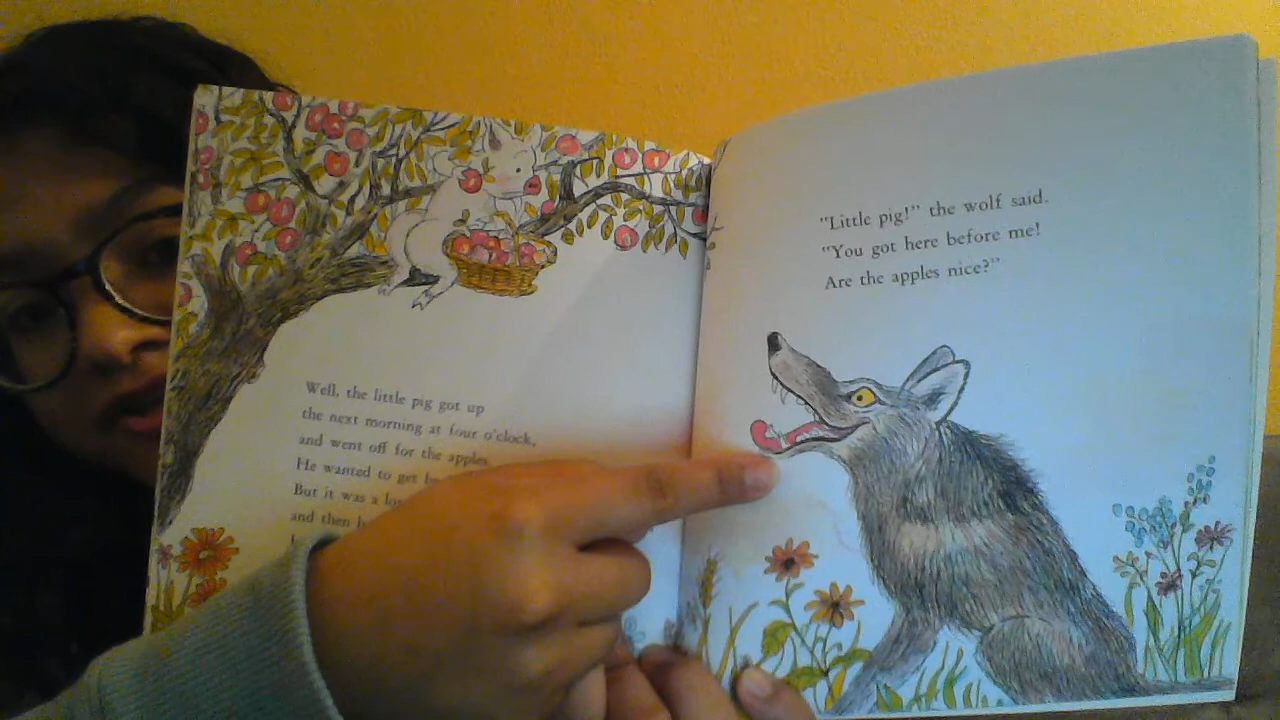 Well, the little pig got up
the next morning at four o'clock,
and went off for the apples
He wanted to get
But it was a
and then
"Little pig!" the wolf said.
"You got here before me!
Are the apples nice?"